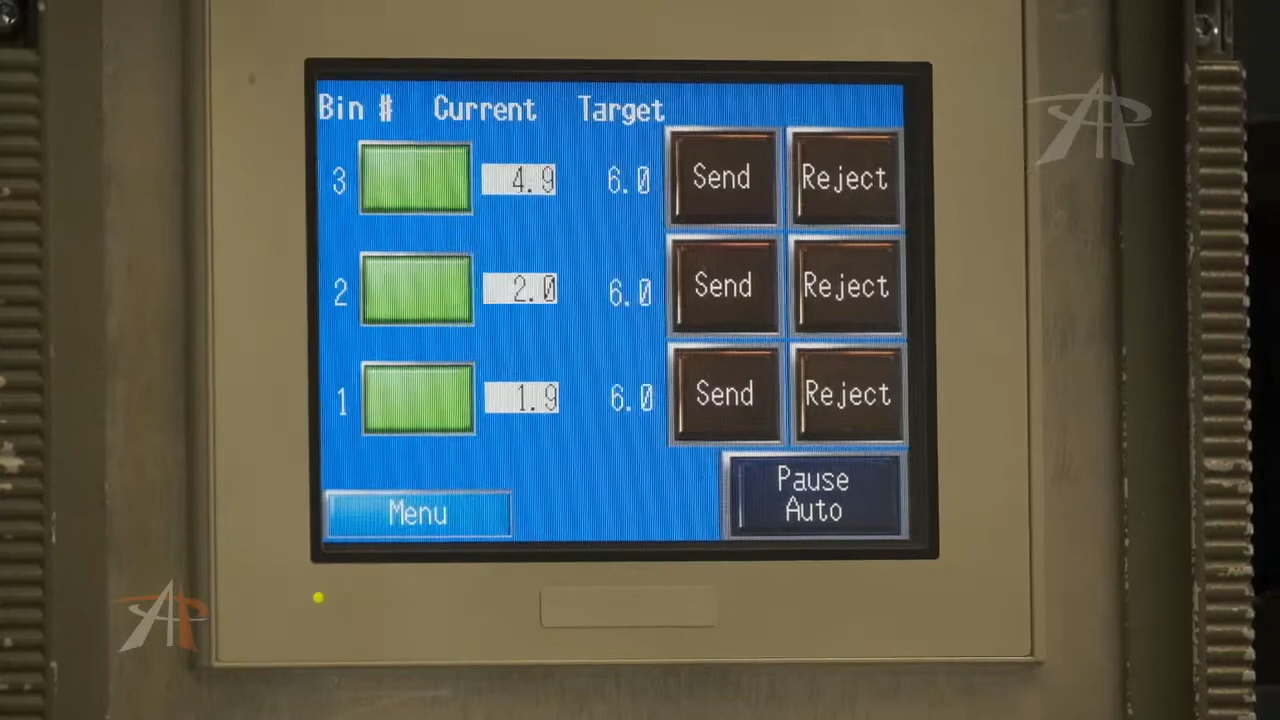 Bin # Current Target
3 4.9 6.0 Send Reject
2 2.0 6.0 Send Reject
1 1.9 6.0 Send Reject
Pause
Auto
Menu